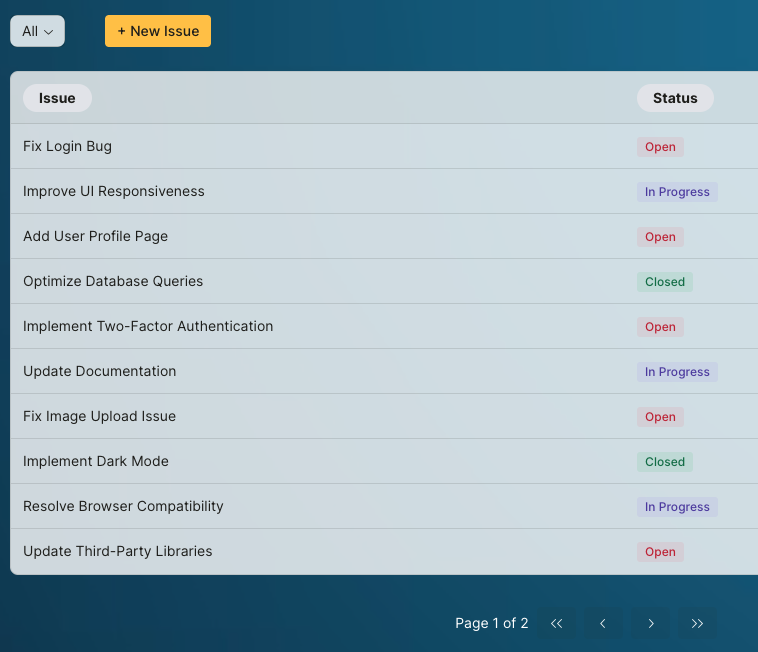 All
+ New Issue
Issue Status
Fix Login Bug Open
Improve UI Responsiveness In Progress
Add User Profile Page Open
Optimize Database Queries Closed
Implement Two-Factor Authentication Open
Update Documentation In Progress
Fix Image Upload Issue Open
Implement Dark Mode Closed
Resolve Browser Compatibility In Progress
Update Third-Party Libraries Open
Page 1 of 2